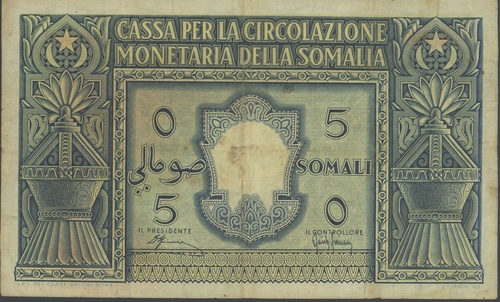 CASSA PER LA CIRCOLAZIONE
MONETARIA DELLA SOMALIA
0 5
صومالي SOMALI
5 0
IL PRESIDENTE IL CONTROLLORE